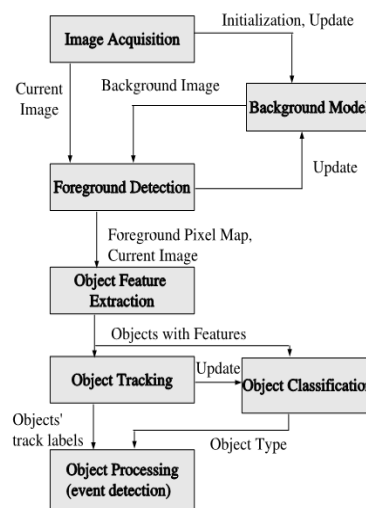 Image Acquisition
Initialization, Update
Current
Image
Background Image
Background Model
Foreground Detection
Update
Foreground Pixel Map,
Current Image
Object Feature
Extraction
Objects with Features
Object Tracking
Update
Object Classification
Objects'
track labels
Object Type
Object Processing
(event detection)